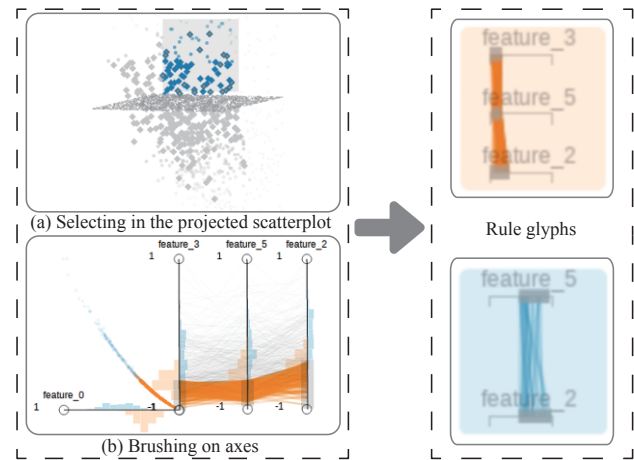 (a) Selecting in the projected scatterplot
feature_3 feature_5 feature_2
1 1 1
feature_0
1 -1 -1 -1
(b) Brushing on axes
feature_3
feature_5
feature_2
Rule glyphs
feature_5
feature_2